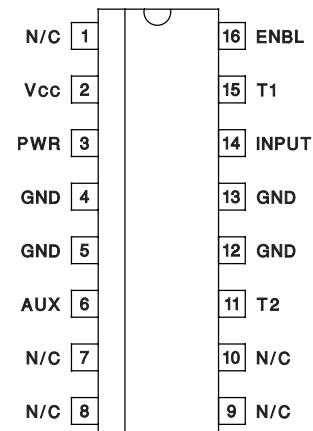 N/C 1 16 ENBL
Vcc 2 15 T1
PWR 3 14 INPUT
GND 4 13 GND
GND 5 12 GND
AUX 6 11 T2
N/C 7 10 N/C
N/C 8 9 N/C